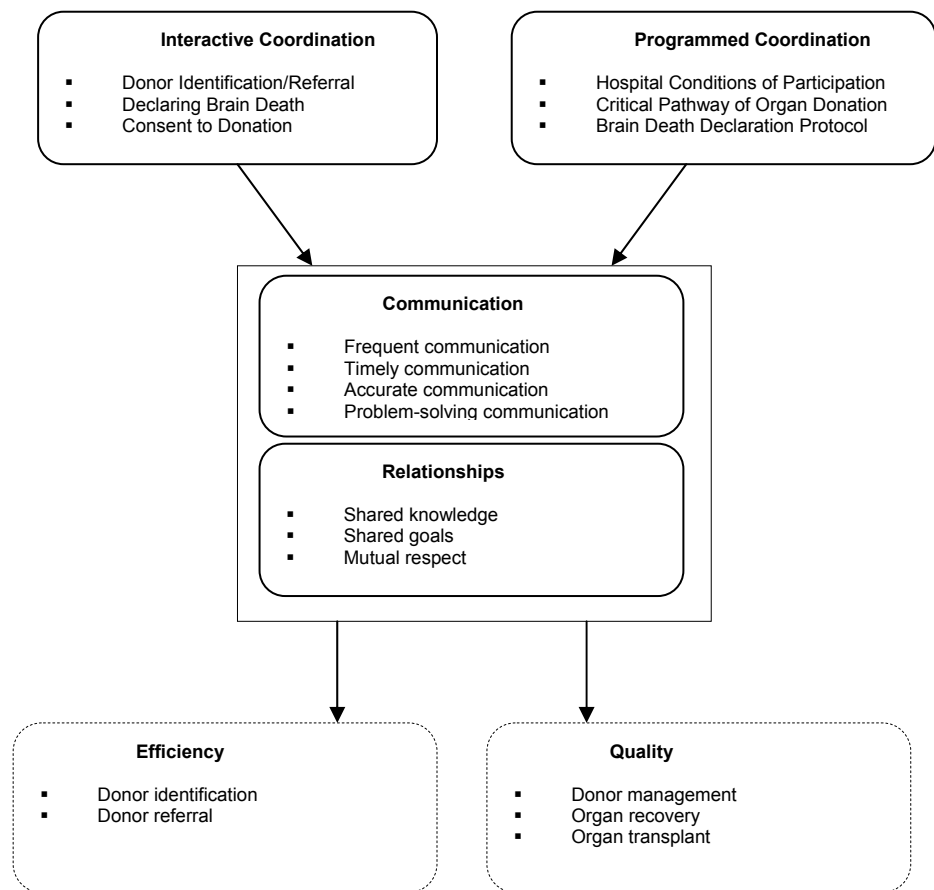 Interactive Coordination
▪ Donor Identification/Referral
▪ Declaring Brain Death
▪ Consent to Donation
Programmed Coordination
▪ Hospital Conditions of Participation
▪ Critical Pathway of Organ Donation
▪ Brain Death Declaration Protocol
Communication
▪ Frequent communication
▪ Timely communication
▪ Accurate communication
▪ Problem-solving communication
Relationships
▪ Shared knowledge
▪ Shared goals
▪ Mutual respect
Efficiency
▪ Donor identification
▪ Donor referral
Quality
▪ Donor management
▪ Organ recovery
▪ Organ transplant